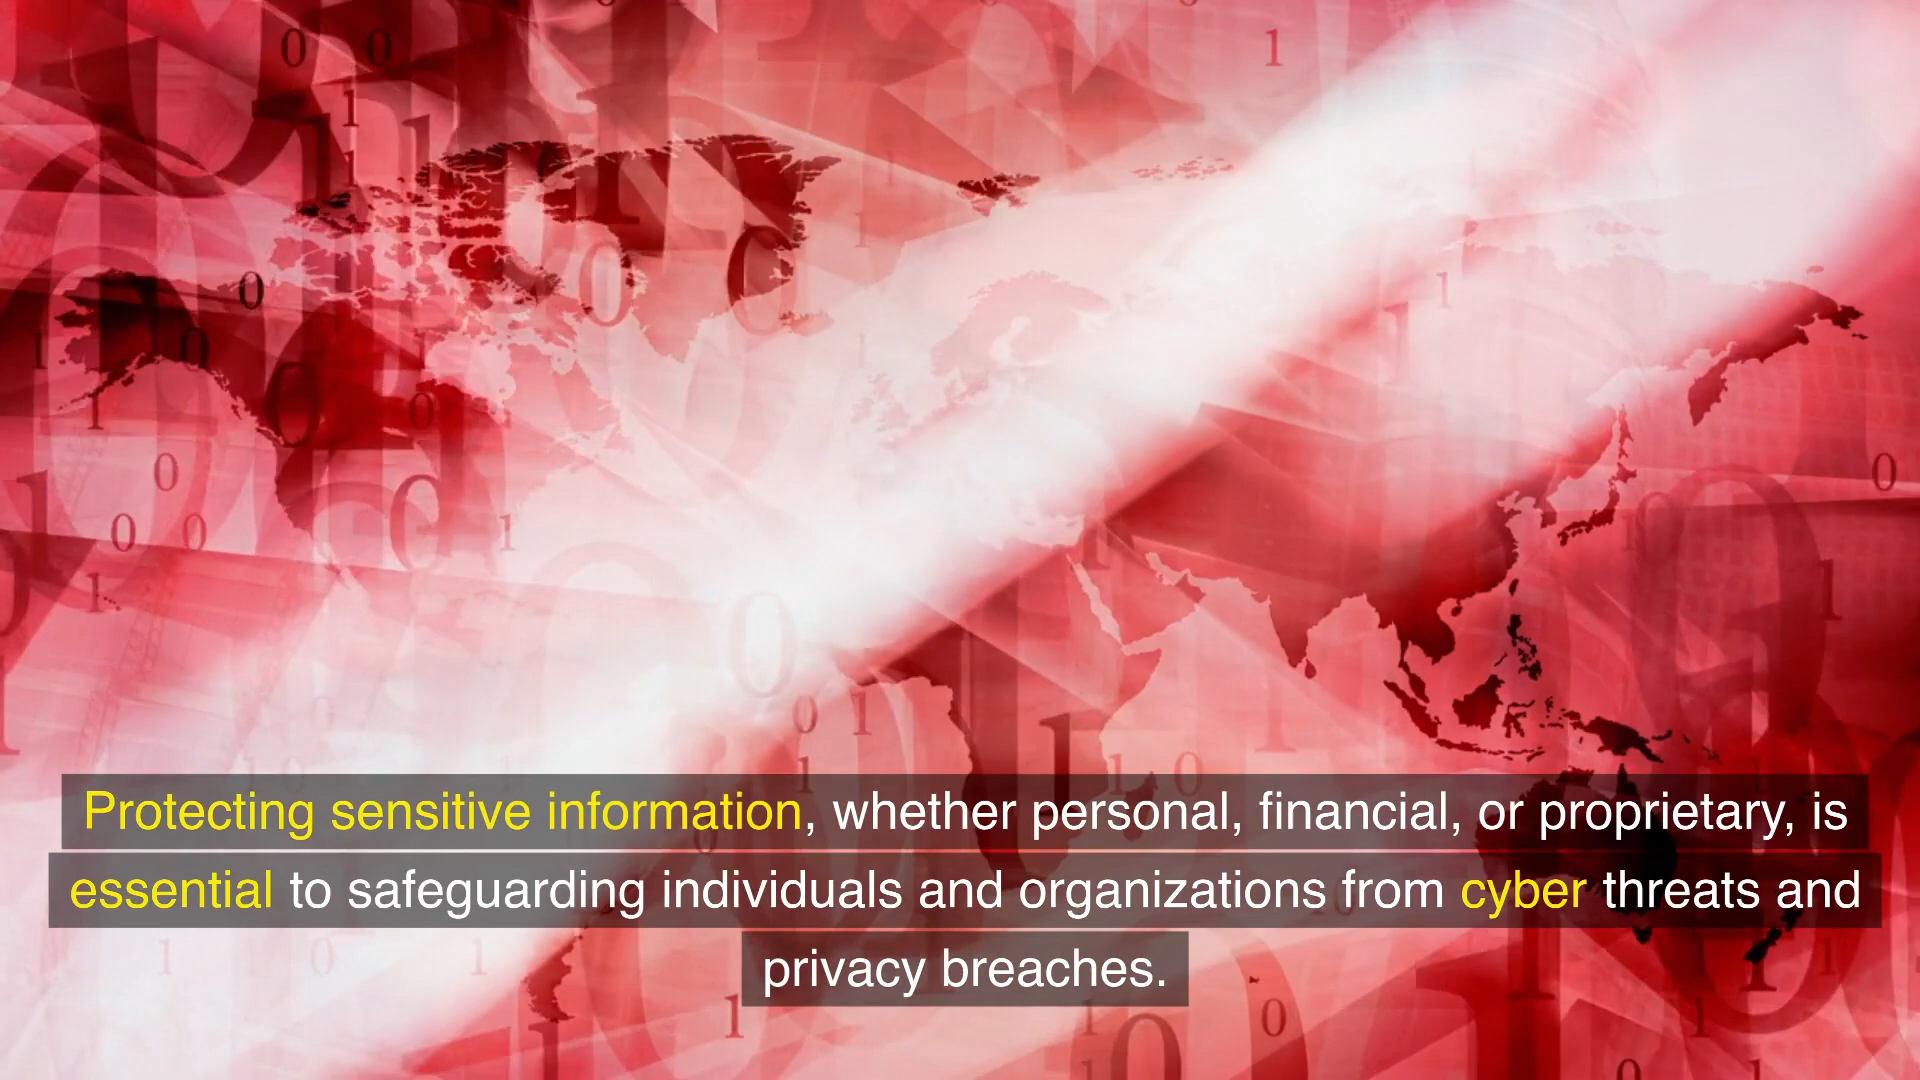 Protecting sensitive information, whether personal, financial, or proprietary, is
essential to safeguarding individuals and organizations from cyber threats and
privacy breaches.